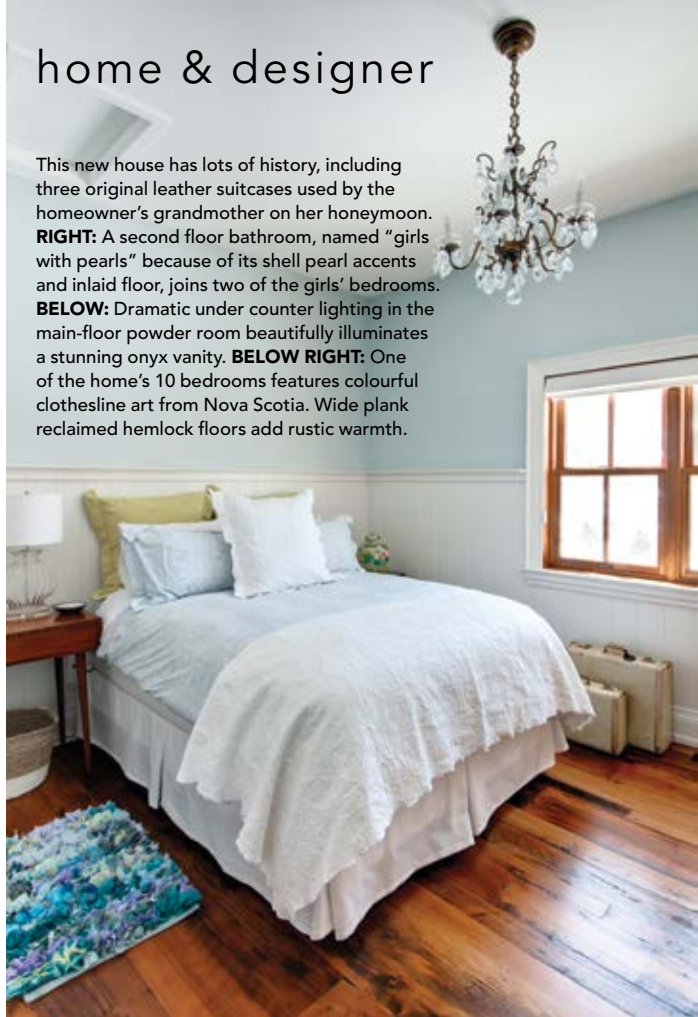 home & designer
This new house has lots of history, including
three original leather suitcases used by the
homeowner’s grandmother on her honeymoon.
RIGHT: A second floor bathroom, named “girls
with pearls” because of its shell pearl accents
and inlaid floor, joins two of the girls’ bedrooms.
BELOW: Dramatic under counter lighting in the
main-floor powder room beautifully illuminates
a stunning onyx vanity. BELOW RIGHT: One
of the home’s 10 bedrooms features colourful
clothesline art from Nova Scotia. Wide plank
reclaimed hemlock floors add rustic warmth.